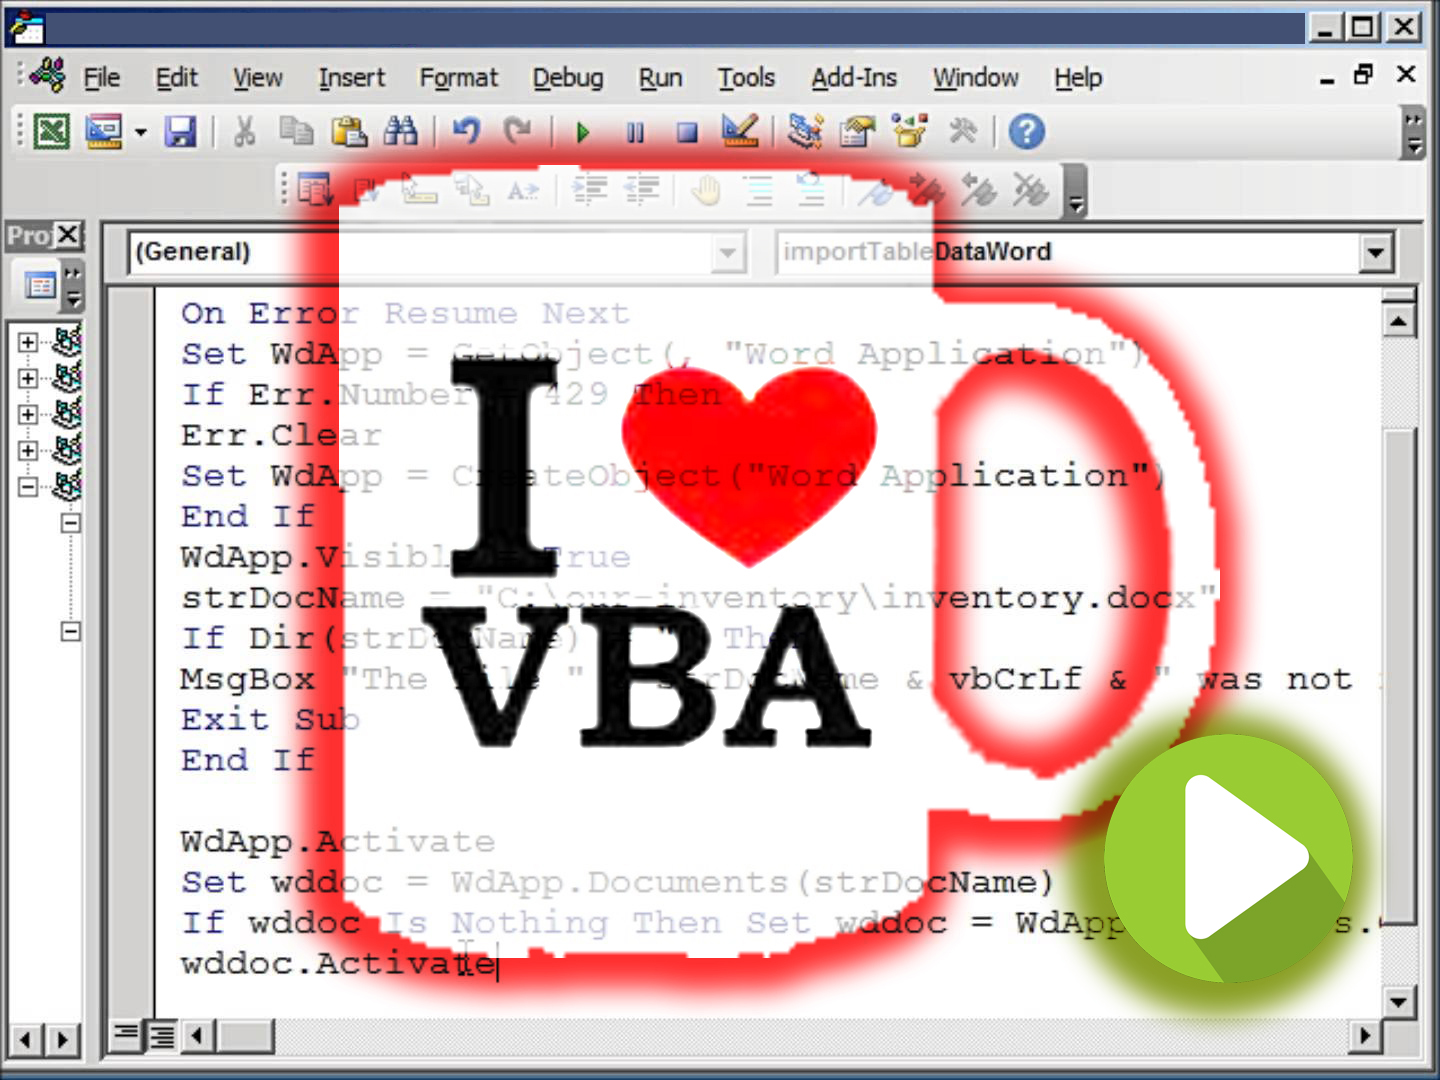 File Edit View Insert Format Debug Run Tools Add-Ins Window Help
Proj
(General) importTableDataWord
On Error Resume Next
Set WdApp = GetObject(, "Word Application")
If Err.Number = 429 Then
Err.Clear
Set WdApp = CreateObject("Word Application")
End If
WdApp.Visible = True
strDocName = "C:\our-inventory\inventory.docx"
If Dir(strDocName) = "" Then
MsgBox "The file " & strDocName & vbCrLf & " was not
Exit Sub
End If
WdApp.Activate
Set wddoc = WdApp.Documents(strDocName)
If wddoc Is Nothing Then Set wddoc = WdApp
wddoc.Activate
I
VBA